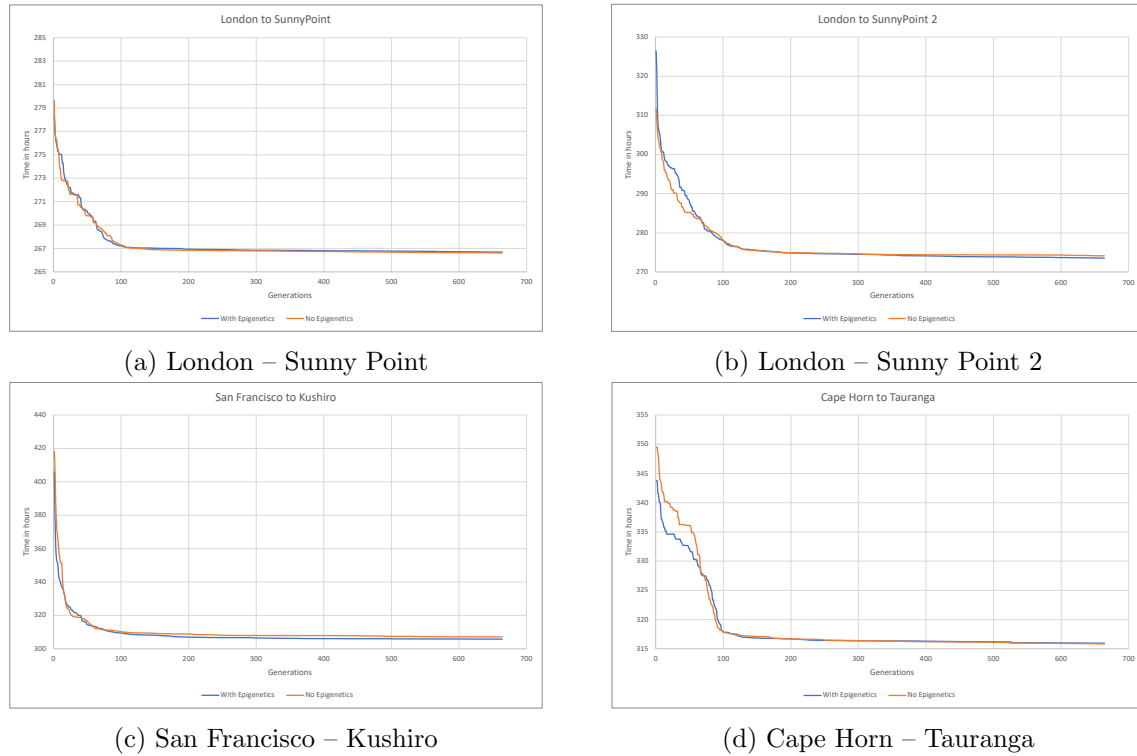 London to SunnyPoint
285
283
281
279
277
275
273
271
269
267
265
Time in hours
0 100 200 300 400 500 600 700
Generations
With Epigenetics No Epigenetics
(a) London – Sunny Point
London to SunnyPoint 2
330
320
310
300
290
280
270
Time in hours
0 100 200 300 400 500 600 700
Generations
With Epigenetics No Epigenetics
(b) London – Sunny Point 2
San Francisco to Kushiro
440
420
400
380
360
340
320
300
Time in hours
0 100 200 300 400 500 600 700
Generations
With Epigenetics No Epigenetics
(c) San Francisco – Kushiro
Cape Horn to Tauranga
355
350
345
340
335
330
325
320
315
Time in hours
0 100 200 300 400 500 600 700
Generations
With Epigenetics No Epigenetics
(d) Cape Horn – Tauranga